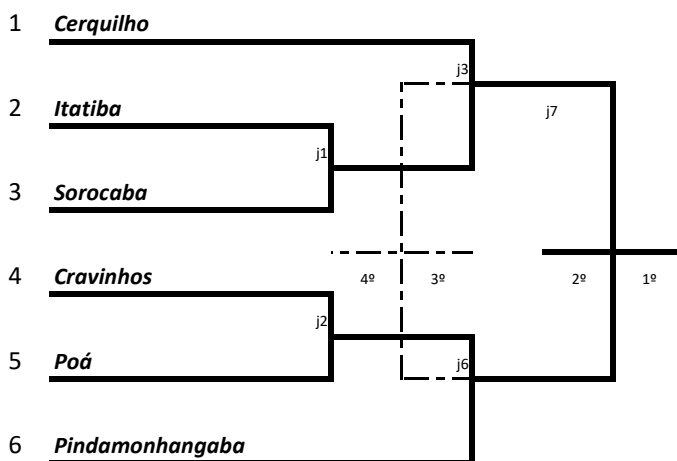 1 Cerquilho
j3
2 Itatiba
j7
j1
3 Sorocaba
4 Cravinhos
4º 3º 2º 1º
j2
5 Poá
j6
6 Pindamonhangaba